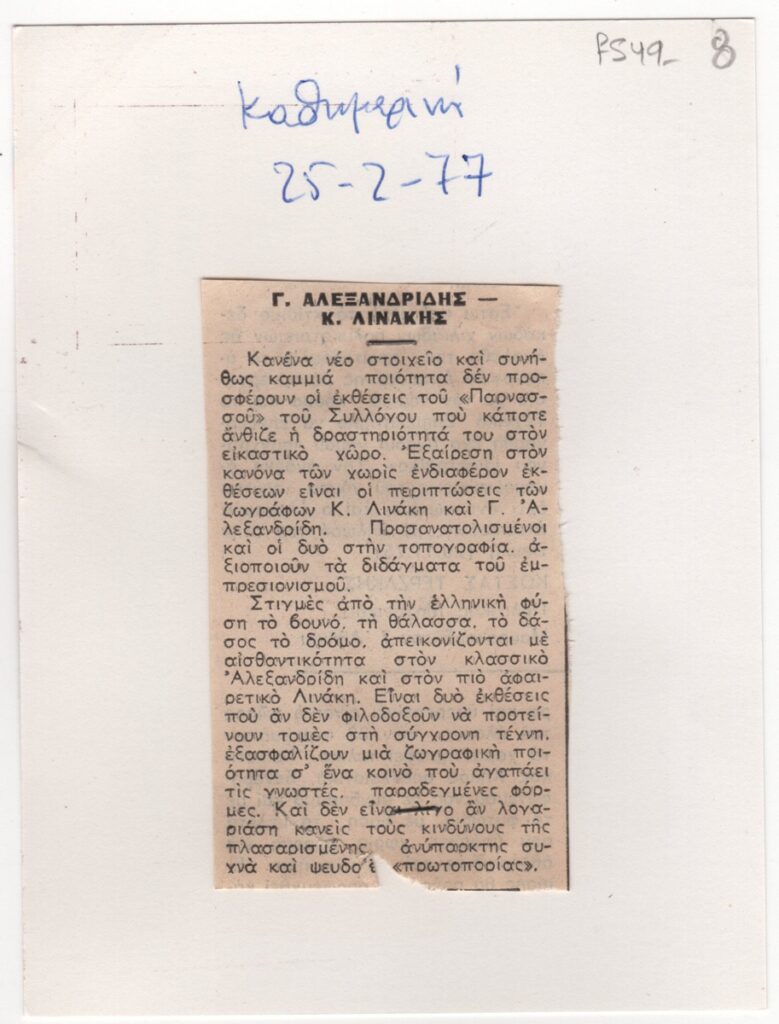 FS49- 8
Καθημερινή
25-2-77
Γ. ΑΛΕΞΑΝΔΡΙΔΗΣ —
Κ. ΛΙΝΑΚΗΣ
Κανένα νέο στοιχεῖο καὶ συνή-
θως καμμιά ποιότητα δέν προ-
σφέρουν οἱ ἐκθέσεις τοῦ «Παρνασ-
σοῦ» τοῦ Συλλόγου ποὺ κάποτε
ἄνθιζε ἡ δραστηριότητά του στὸν
εἰκαστικὸ χῶρο. Ἐξαίρεση στὸν
κανόνα τῶν χωρὶς ἐνδιαφέρον ἐκ-
θέσεων εἶναι οἱ περιπτώσεις τῶν
ζωγράφων Κ. Λινάκη καὶ Γ. Ἀ-
λεξανδρίδη. Προσανατολισμένοι
καὶ οἱ δυὸ στὴν τοπογραφία, ἀ-
ξιοποιοῦν τὰ διδάγματα τοῦ ἐμ-
πρεσιονισμοῦ.
Στιγμὲς ἀπὸ τὴν ἑλληνικὴ φύ-
ση τὸ βουνό, τὴ θάλασσα, τὸ δά-
σος τὸ δρόμο, ἀπεικονίζονται μὲ
αἰσθαντικότητα στὸν κλασσικὸ
Ἀλεξανδρίδη καὶ στὸν πιὸ ἀφαι-
ρετικὸ Λινάκη. Εἶναι δυὸ ἐκθέσεις
ποὺ ἂν δὲν φιλοδοξοῦν νὰ προτεί-
νουν τομὲς στὴ σύγχρονη τέχνη,
ἐξασφαλίζουν μιὰ ζωγραφικὴ ποι-
ότητα σ' ἕνα κοινὸ ποὺ ἀγαπάει
τὶς γνωστές, παραδεγμένες φόρ-
μες. Καὶ δὲν εἶναι λίγο ἂν λογα-
ριάση κανεὶς τοὺς κινδύνους τῆς
πλασαρισμένης, ἀνύπαρκτης συ-
χνὰ καὶ «πρωτοπορίας».